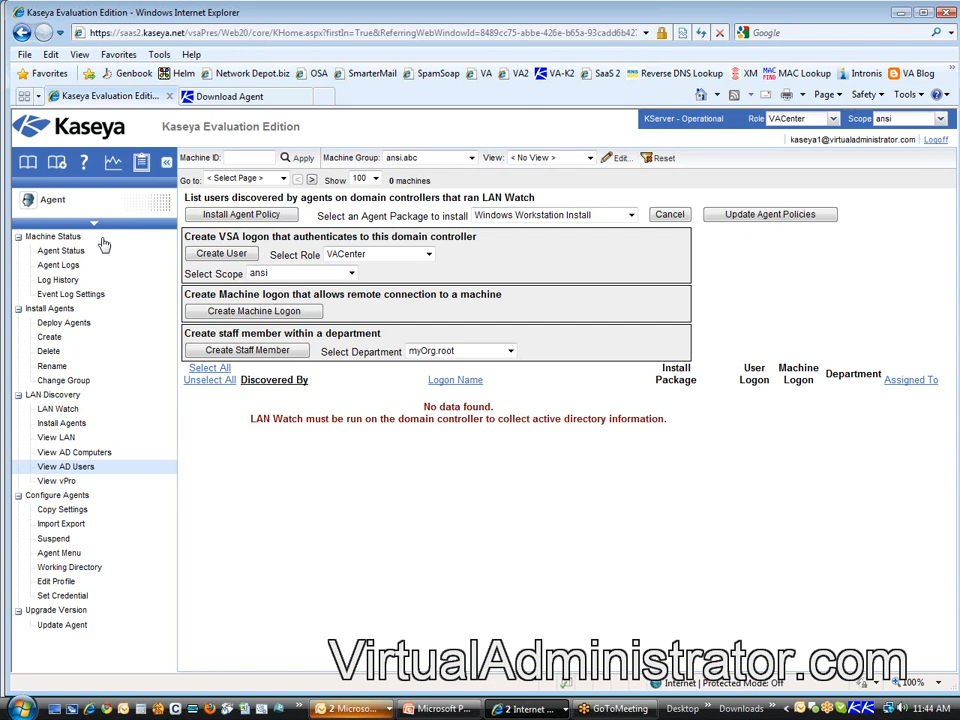 Kaseya Evaluation Edition - Windows Internet Explorer
https://saas2.kaseya.net/vsaPres/Web20/core/KHome.aspx?firstIn=True&ReferringWebWindowId=8489cc75-abbe-426e-b65a-93cadd6b427
Google
File Edit View Favorites Tools Help
Favorites Genbook Helm Network Depot.biz OSA SmarterMail SpamSoap VA VA2 VA-K2 SaaS 2 Reverse DNS Lookup XM MAC Lookup Intronis VA Blog
Kaseya Evaluation Editi... Download Agent
Page Safety Tools
Kaseya Kaseya Evaluation Edition
KServer - Operational Role VACenter Scope ansi
kaseya1@virtualadministrator.com Logoff
Machine ID: Apply Machine Group: ansi.abc View: < No View > Edit... Reset
Go to: < Select Page > < > Show 100 0 machines
Agent
Machine Status
Agent Status
Agent Logs
Log History
Event Log Settings
Install Agents
Deploy Agents
Create
Delete
Rename
Change Group
LAN Discovery
LAN Watch
Install Agents
View LAN
View AD Computers
View AD Users
View vPro
Configure Agents
Copy Settings
Import Export
Suspend
Agent Menu
Working Directory
Edit Profile
Set Credential
Upgrade Version
Update Agent
List users discovered by agents on domain controllers that ran LAN Watch
Install Agent Policy Select an Agent Package to install Windows Workstation Install Cancel Update Agent Policies
Create VSA logon that authenticates to this domain controller
Create User Select Role VACenter
Select Scope ansi
Create Machine logon that allows remote connection to a machine
Create Machine Logon
Create staff member within a department
Create Staff Member Select Department myOrg.root
Select All
Unselect All Discovered By Logon Name Install Package User Logon Machine Logon Department Assigned To
No data found.
LAN Watch must be run on the domain controller to collect active directory information.
VirtualAdministrator.com
Internet | Protected Mode: Off 100%
2 Microso... Microsoft P... 2 Internet ... GoToMeeting Desktop Downloads 11:44 AM